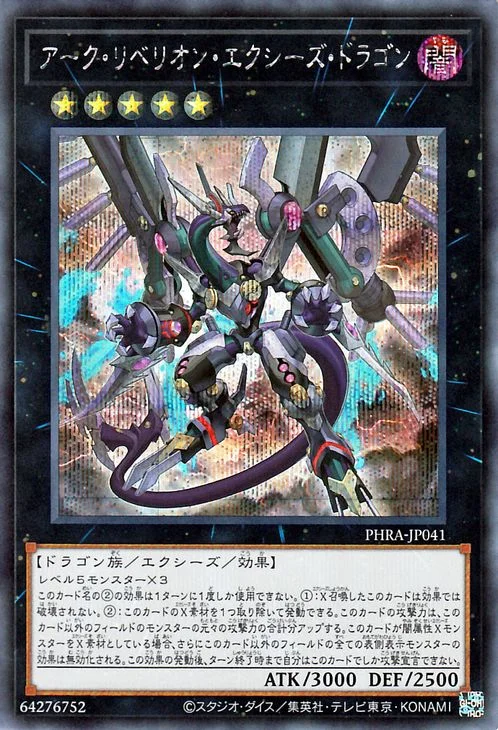 アーク・リベリオン・エクシーズ・ドラゴン
闇
PHRA-JP041
【ドラゴン族／エクシーズ／効果】
レベル５モンスター×３
このカード名の②の効果は１ターンに１度しか使用できない。①：Ｘ召喚したこのカードは効果では
破壊されない。②：このカードのＸ素材を１つ取り除いて発動できる。このカードの攻撃力は、この
カード以外のフィールドのモンスターの元々の攻撃力の合計分アップする。このカードが闇属性Ｘモン
スターをＸ素材としている場合、さらにこのカード以外のフィールドの全ての表側表示モンスターの
効果は無効化される。この効果の発動後、ターン終了時まで自分はこのカードでしか攻撃宣言できない。
ATK/3000 DEF/2500
64276752
©スタジオ・ダイス／集英社・テレビ東京・KONAMI